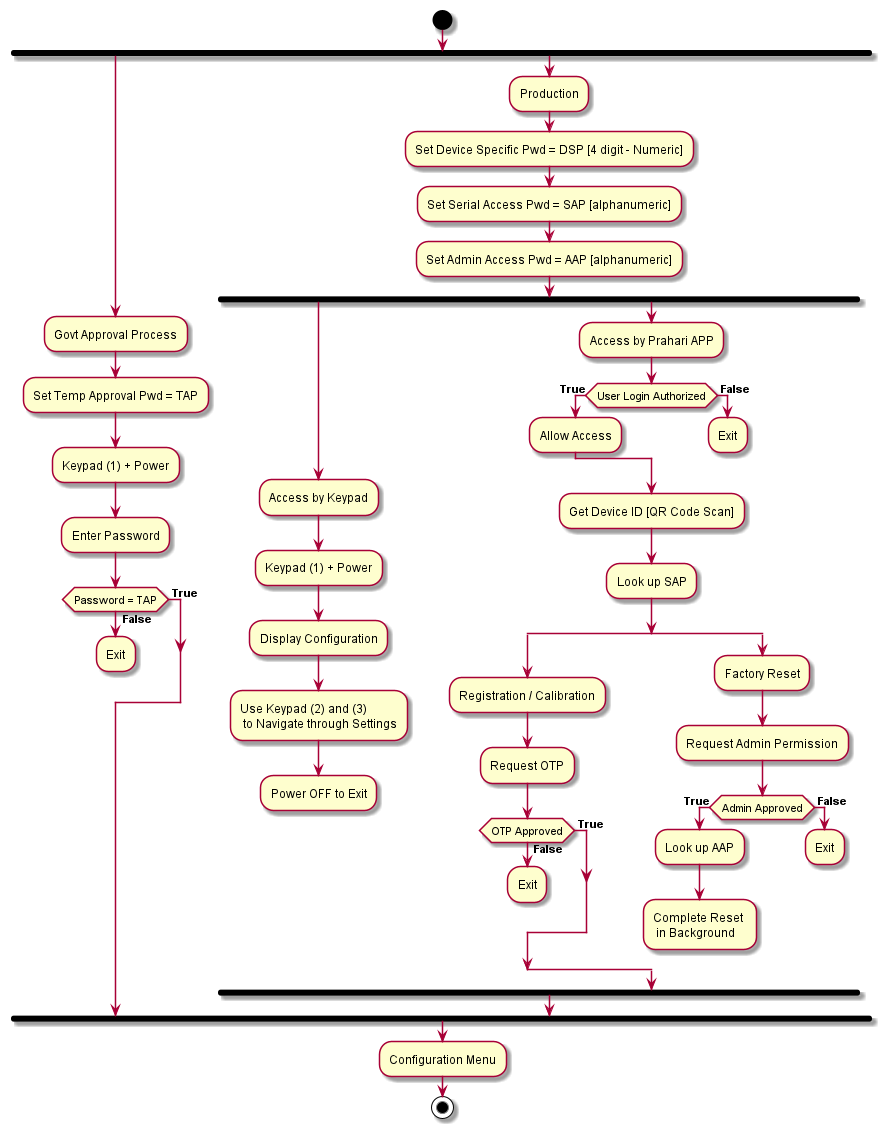 Production
Set Device Specific Pwd = DSP [4 digit - Numeric]
Set Serial Access Pwd = SAP [alphanumeric]
Set Admin Access Pwd = AAP [alphanumeric]
Govt Approval Process
Set Temp Approval Pwd = TAP
Keypad (1) + Power
Enter Password
Password = TAP
True
False
Exit
Access by Keypad
Keypad (1) + Power
Display Configuration
Use Keypad (2) and (3)
to Navigate through Settings
Power OFF to Exit
Access by Prahari APP
True
User Login Authorized
False
Allow Access
Exit
Get Device ID [QR Code Scan]
Look up SAP
Registration / Calibration
Request OTP
OTP Approved
True
False
Exit
Factory Reset
Request Admin Permission
True
Admin Approved
False
Look up AAP
Exit
Complete Reset
in Background
Configuration Menu